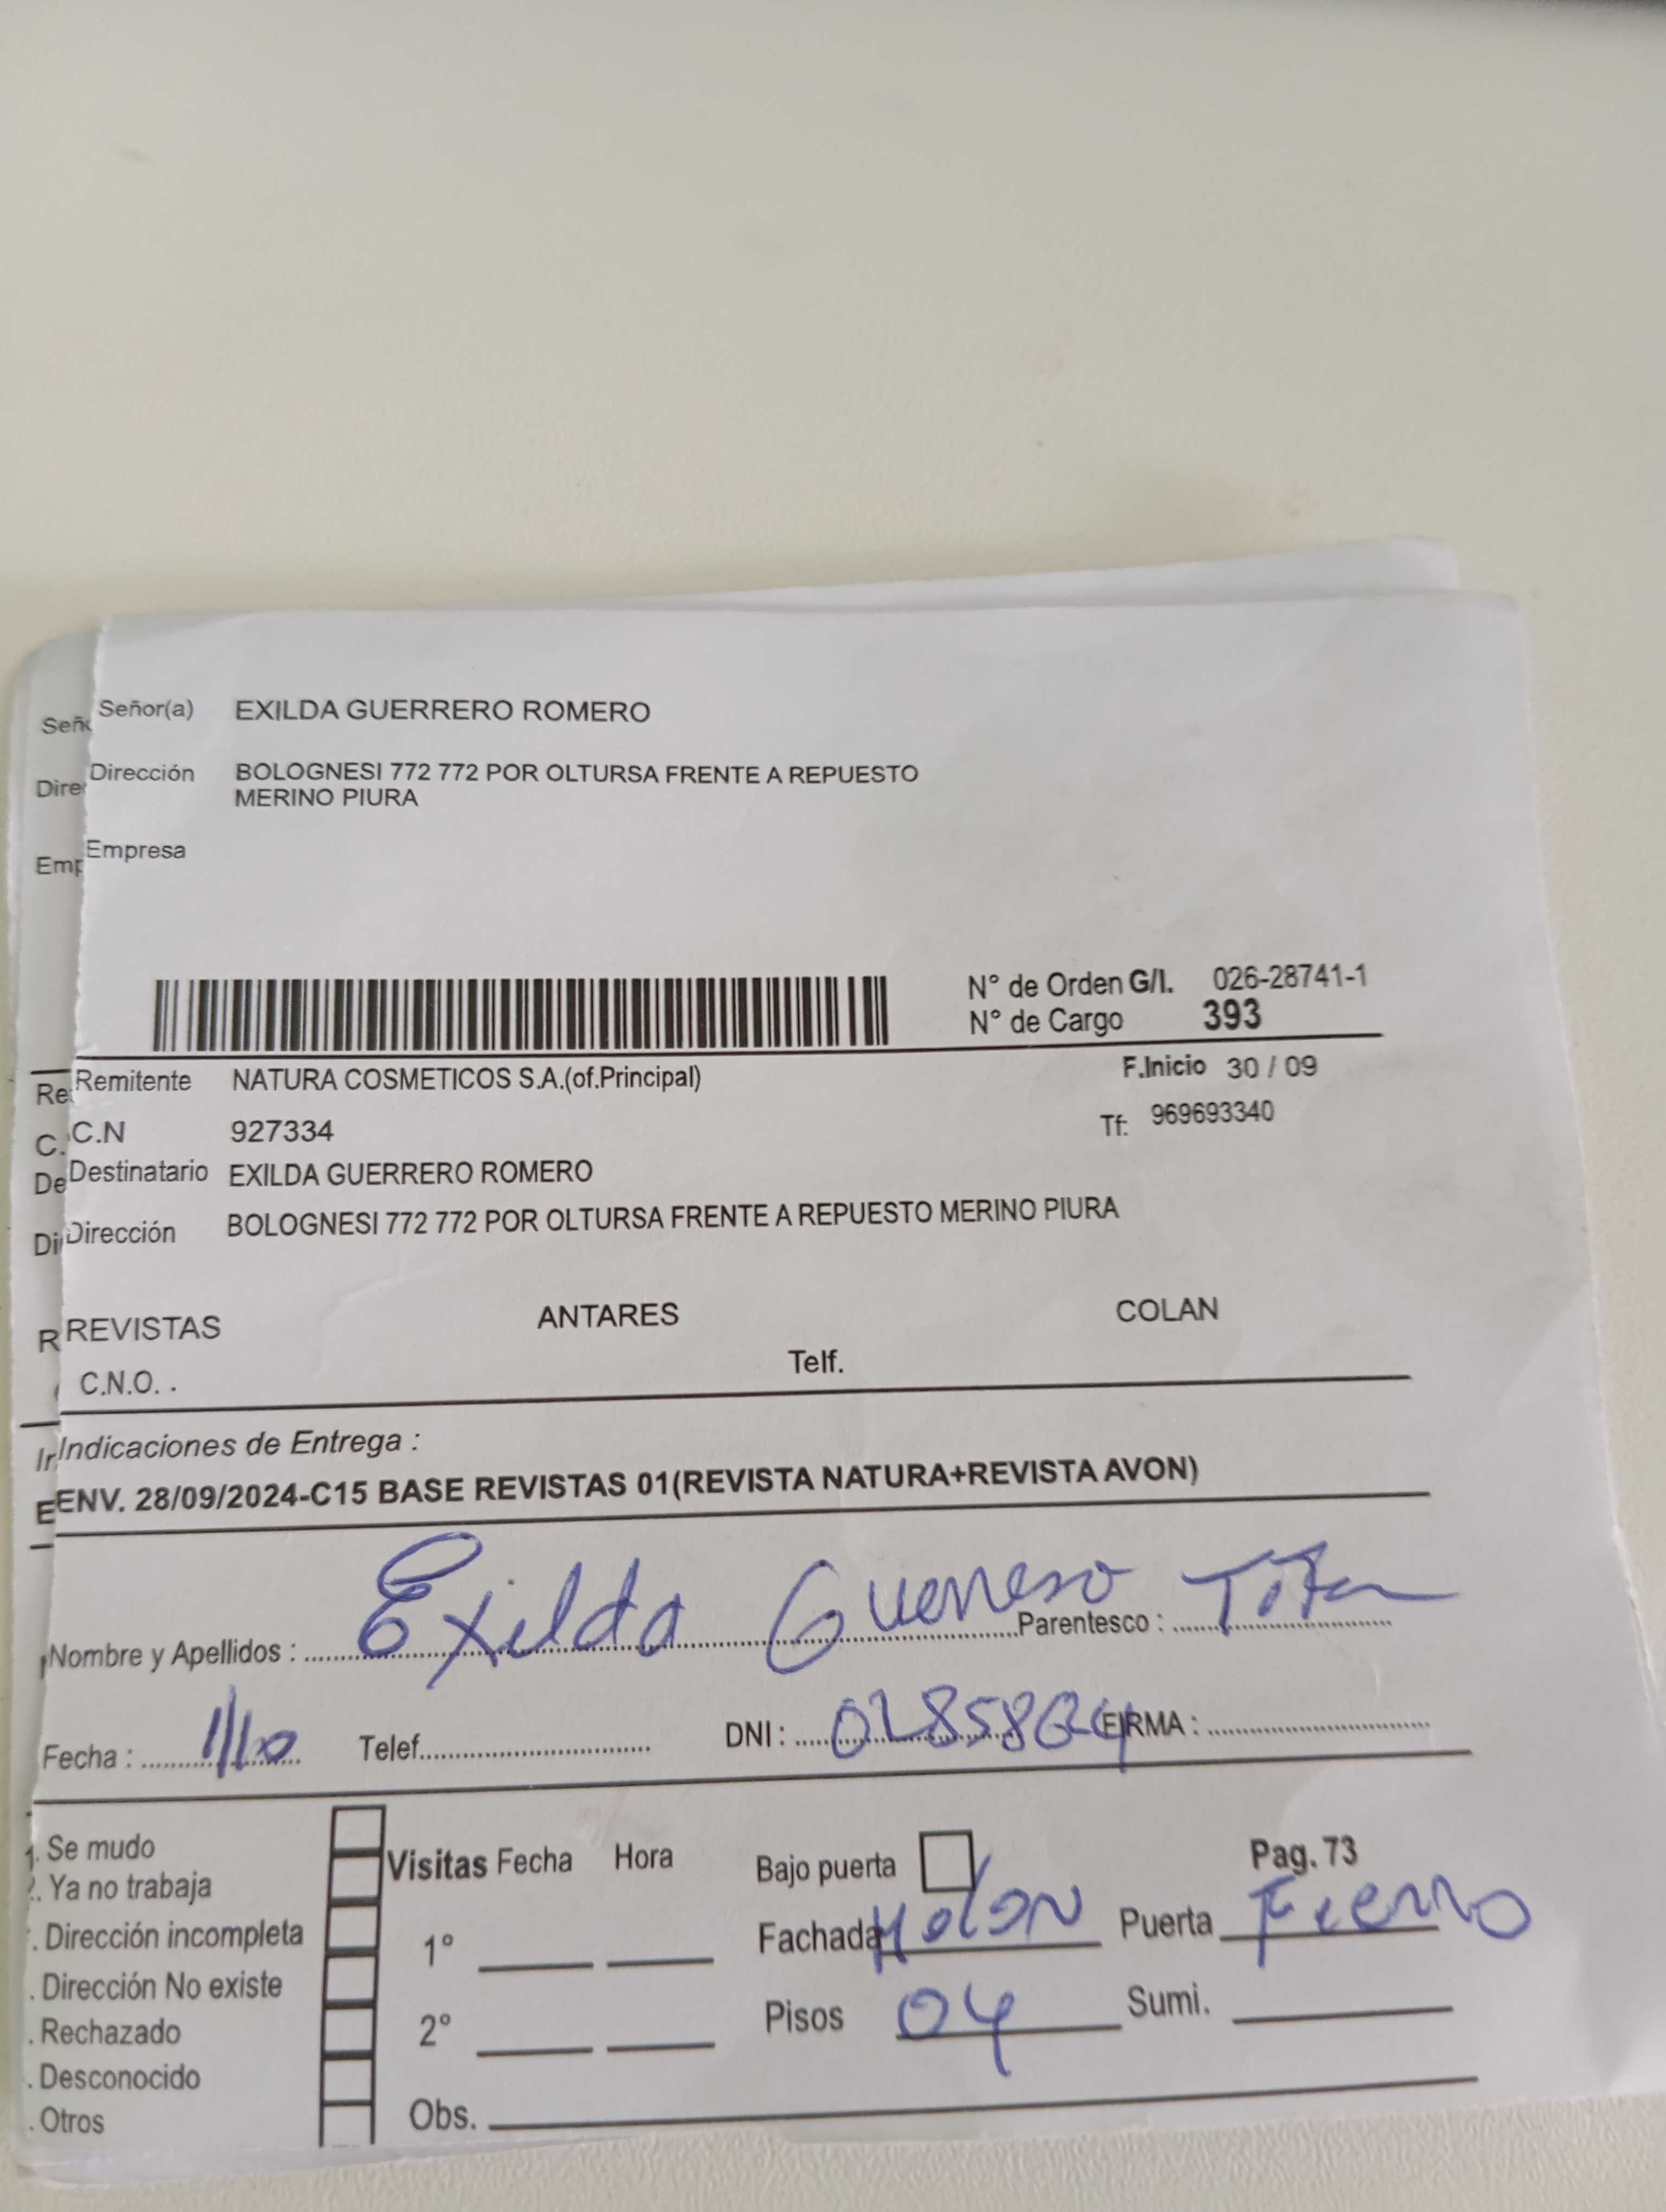 Señor(a) EXILDA GUERRERO ROMERO
Dirección BOLOGNESI 772 772 POR OLTURSA FRENTE A REPUESTO
MERINO PIURA
Empresa
N° de Orden G/I. 026-28741-1
N° de Cargo 393
Remitente NATURA COSMETICOS S.A.(of.Principal) F.Inicio 30 / 09
C.N 927334 Tf: 969693340
Destinatario EXILDA GUERRERO ROMERO
Dirección BOLOGNESI 772 772 POR OLTURSA FRENTE A REPUESTO MERINO PIURA
REVISTAS ANTARES COLAN
C.N.O. . Telf.
Indicaciones de Entrega :
ENV. 28/09/2024-C15 BASE REVISTAS 01(REVISTA NATURA+REVISTA AVON)
Nombre y Apellidos : Exilda Guerrero Parentesco :
Fecha : 1/10 Telef. DNI : FIRMA :
Se mudo
Ya no trabaja
Dirección incompleta
Dirección No existe
Rechazado
Desconocido
Otros
Visitas Fecha Hora
1°
2°
Bajo puerta Pag. 73
Fachada Puerta Fierro
Pisos 04 Sumi.
Obs.